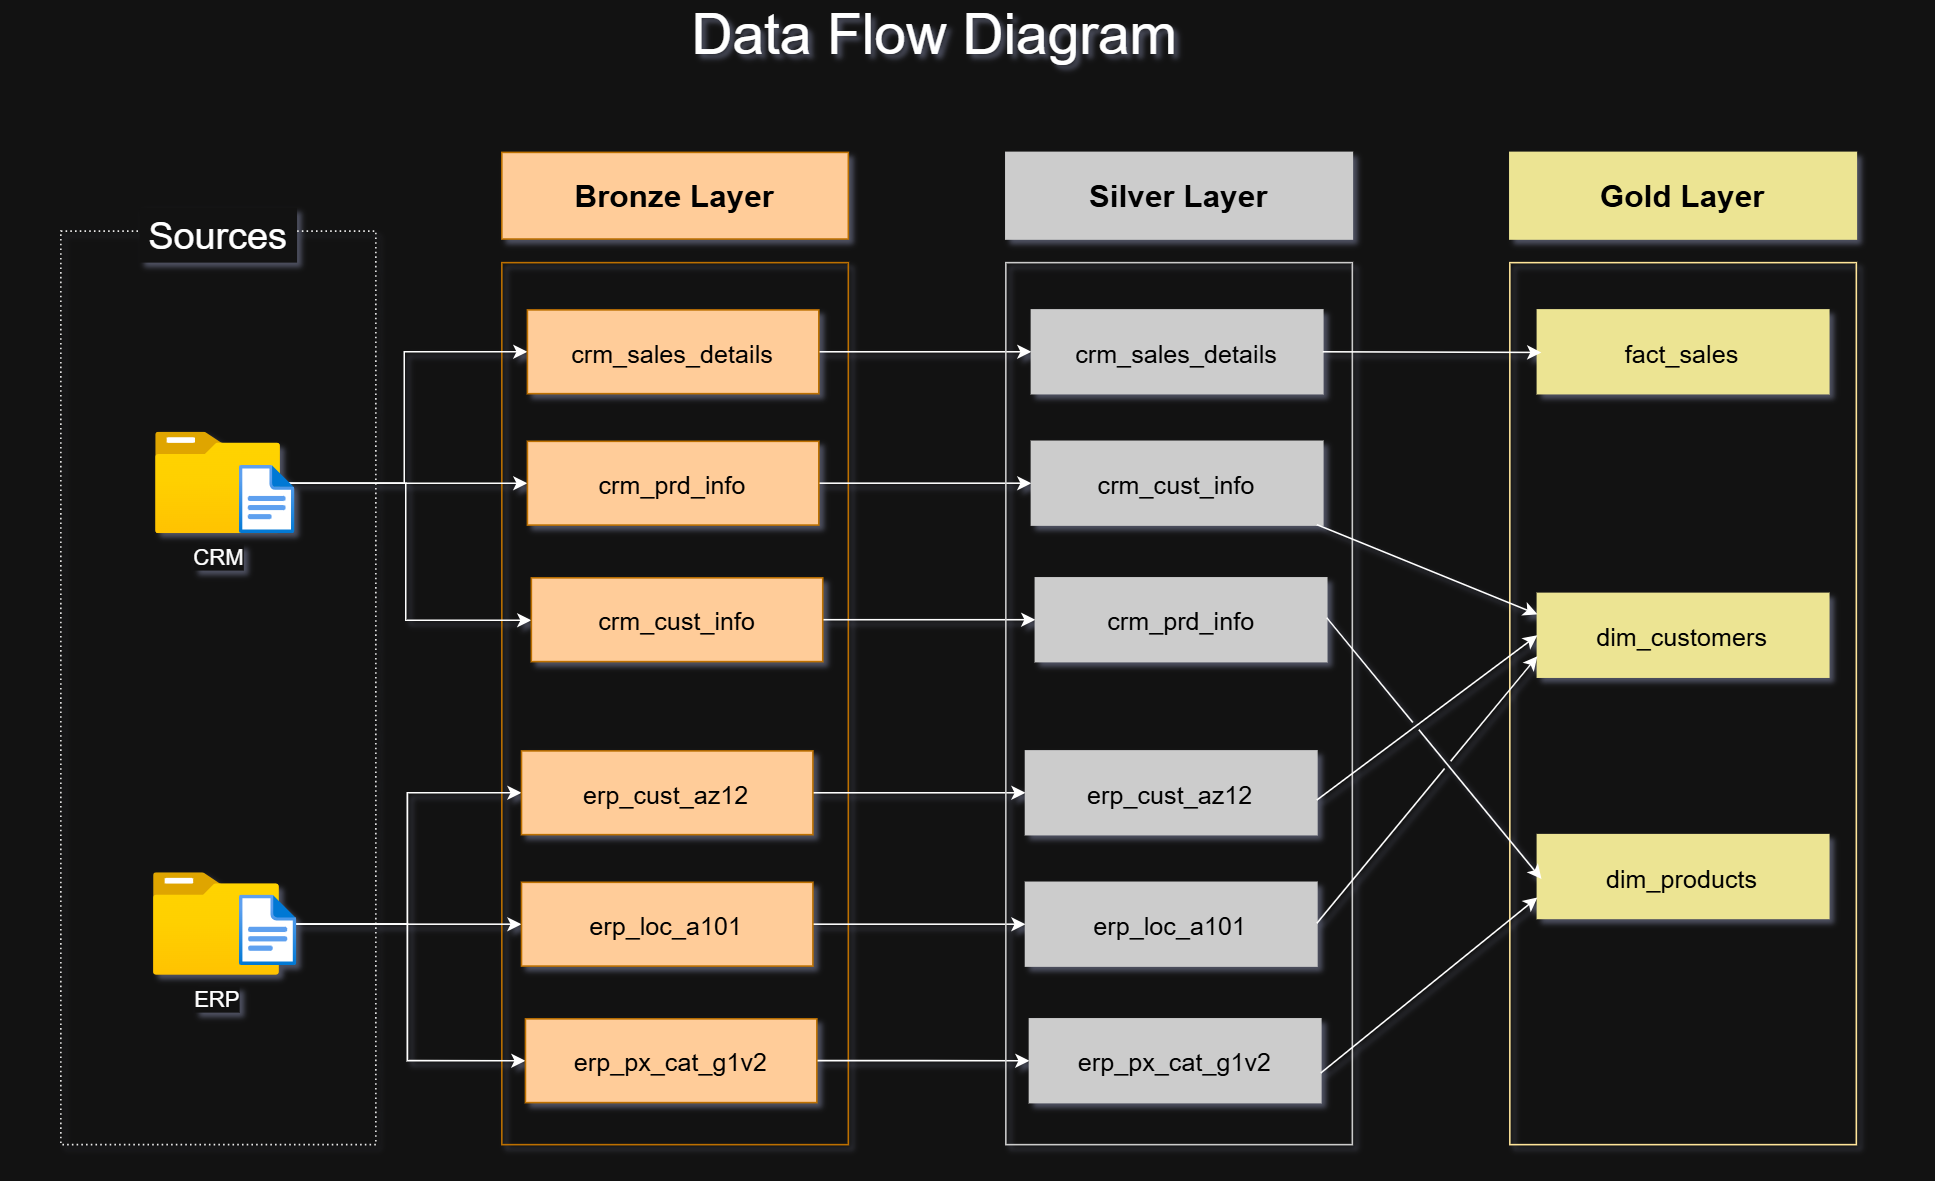 Data Flow Diagram
Sources
CRM
ERP
Bronze Layer
crm_sales_details
crm_prd_info
crm_cust_info
erp_cust_az12
erp_loc_a101
erp_px_cat_g1v2
Silver Layer
crm_sales_details
crm_cust_info
crm_prd_info
erp_cust_az12
erp_loc_a101
erp_px_cat_g1v2
Gold Layer
fact_sales
dim_customers
dim_products